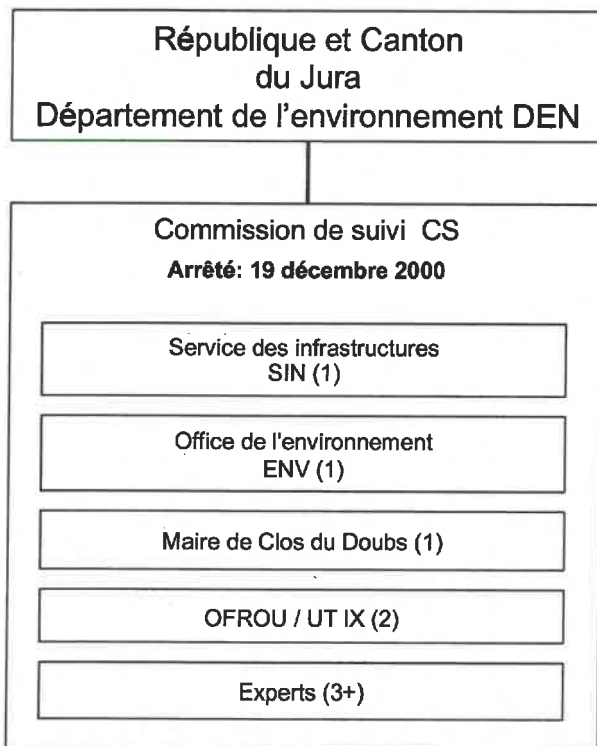 République et Canton
du Jura
Département de l'environnement DEN
Commission de suivi CS
Arrêté: 19 décembre 2000
Service des infrastructures
SIN (1)
Office de l'environnement
ENV (1)
Maire de Clos du Doubs (1)
OFROU / UT IX (2)
Experts (3+)